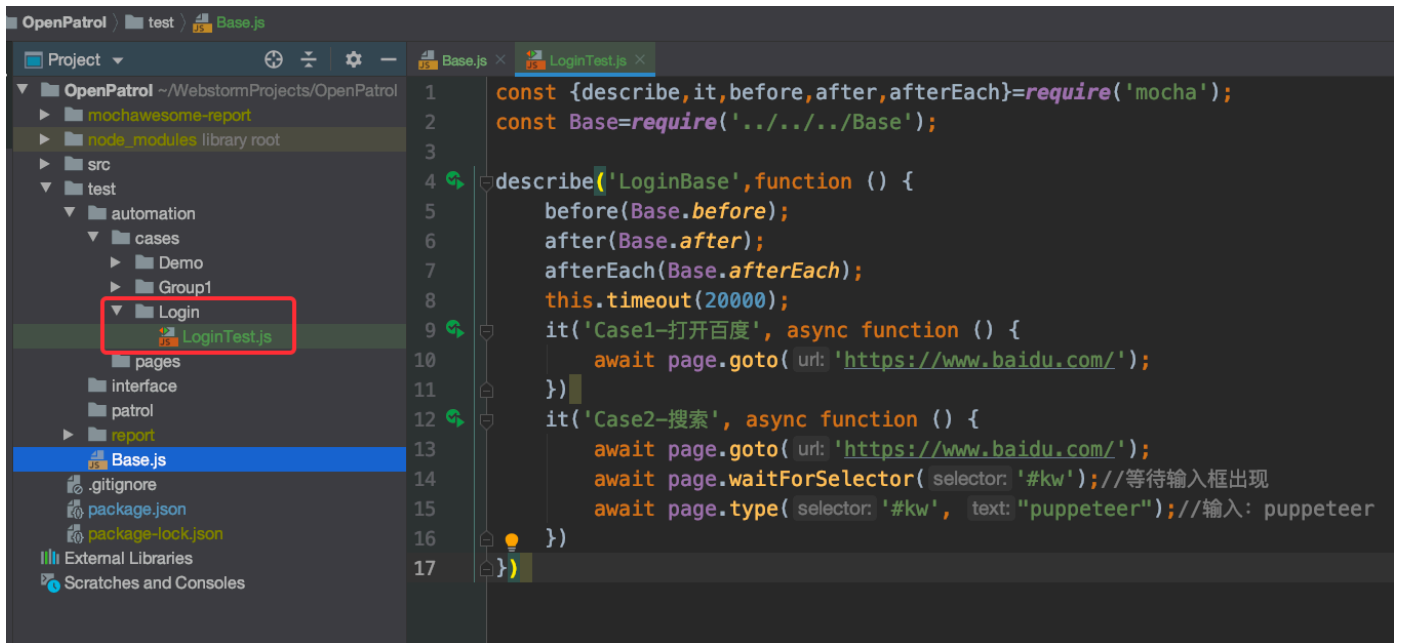 OpenPatrol 〉 test 〉 Base.js
Project
OpenPatrol ~/WebstormProjects/OpenPatrol
mochawesome-report
node_modules library root
src
test
automation
cases
Demo
Group1
Login
LoginTest.js
pages
interface
patrol
report
Base.js
.gitignore
package.json
package-lock.json
External Libraries
Scratches and Consoles
Base.js × LoginTest.js ×
1 const {describe,it,before,after,afterEach}=require('mocha');
2 const Base=require('../../../Base');
3
4 describe('LoginBase',function () {
5 before(Base.before);
6 after(Base.after);
7 afterEach(Base.afterEach);
8 this.timeout(20000);
9 it('Case1-打开百度', async function () {
10 await page.goto( url: 'https://www.baidu.com/');
11 })
12 it('Case2-搜索', async function () {
13 await page.goto( url: 'https://www.baidu.com/');
14 await page.waitForSelector( selector: '#kw');//等待输入框出现
15 await page.type( selector: '#kw', text: "puppeteer");//输入：puppeteer
16 })
17 })